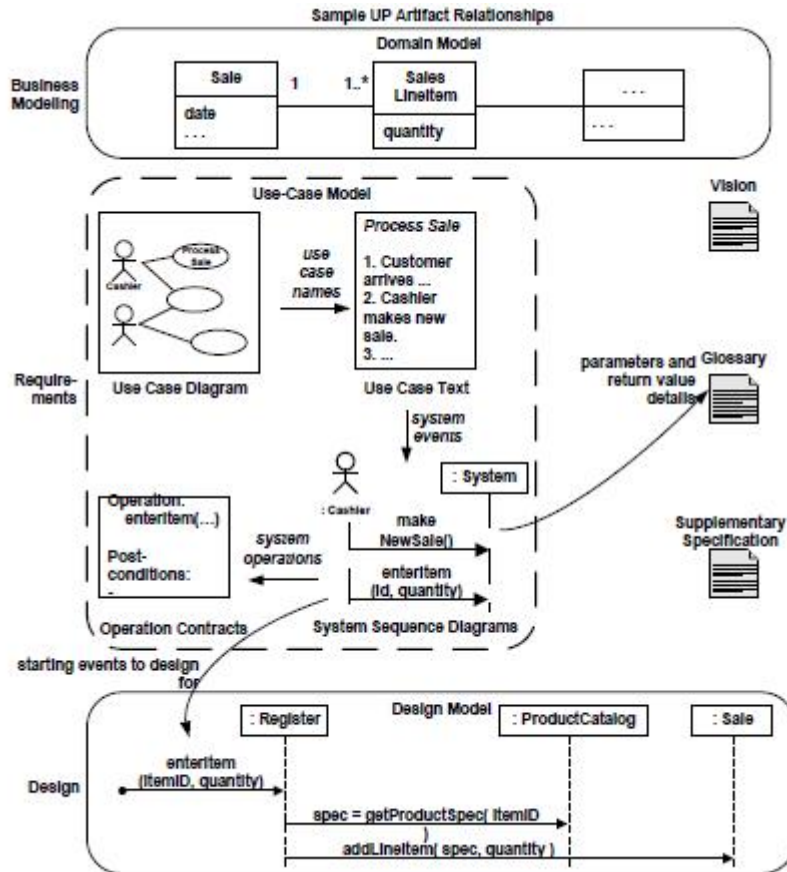 Sample UP Artifact Relationships
Domain Model
Business
Modeling
Sale
date
. . .
1
1..*
Sales
LineItem
quantity
. . .
. . .
Use-Case Model
Process
Sale
Cashier
Use Case Diagram
use
case
names
Process Sale
1. Customer
arrives ...
2. Cashier
makes new
sale.
3. ...
Use Case Text
Vision
Require-
ments
parameters and
return value
details
Glossary
system
events
: Cashier
: System
make
NewSale()
enterItem
(id, quantity)
system
operations
Operation:
enterItem(…)
Post-
conditions:
-
Operation Contracts
System Sequence Diagrams
Supplementary
Specification
starting events to design
for
Design Model
Design
: Register
: ProductCatalog
: Sale
enterItem
(itemID, quantity)
spec = getProductSpec( itemID
)
addLineItem( spec, quantity )